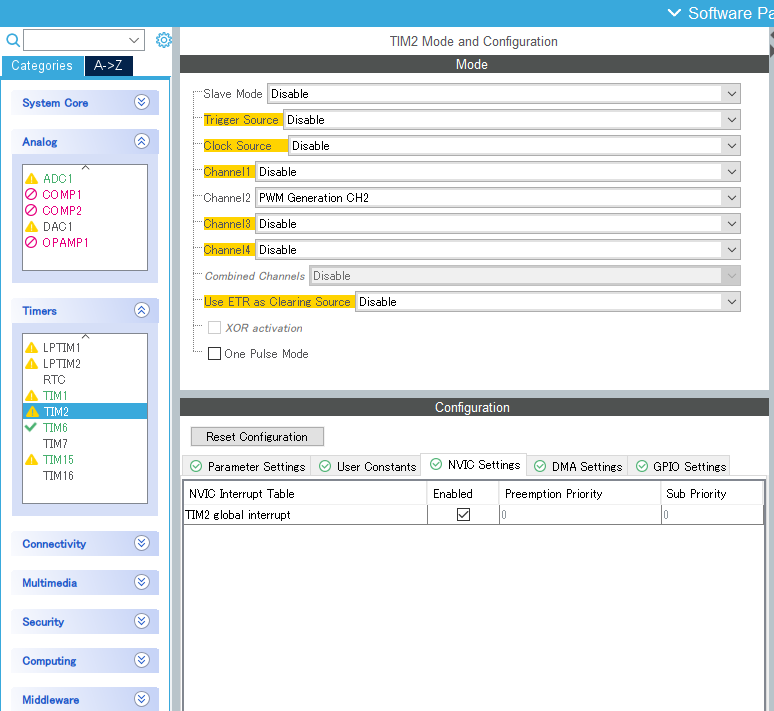 Software Pa
Categories
A->Z
System Core
Analog
ADC1
COMP1
COMP2
DAC1
OPAMP1
Timers
LPTIM1
LPTIM2
RTC
TIM1
TIM2
TIM6
TIM7
TIM15
TIM16
Connectivity
Multimedia
Security
Computing
Middleware
TIM2 Mode and Configuration
Mode
Slave Mode Disable
Trigger Source Disable
Clock Source Disable
Channel1 Disable
Channel2 PWM Generation CH2
Channel3 Disable
Channel4 Disable
Combined Channels Disable
Use ETR as Clearing Source Disable
XOR activation
One Pulse Mode
Configuration
Reset Configuration
Parameter Settings User Constants NVIC Settings DMA Settings GPIO Settings
NVIC Interrupt Table Enabled Preemption Priority Sub Priority
TIM2 global interrupt 0 0